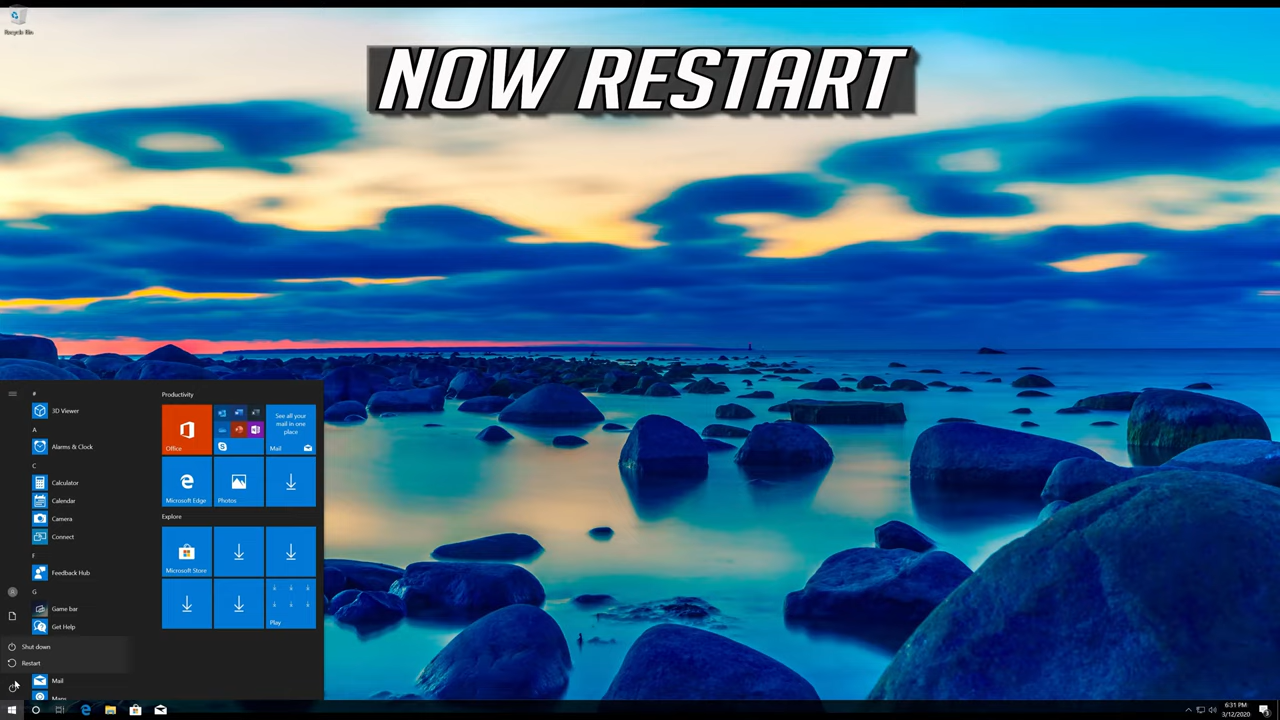 Recycle Bin
NOW RESTART
#
3D Viewer
A
Alarms & Clock
C
Calculator
Calendar
Camera
Connect
F
Feedback Hub
G
Game bar
Get Help
Shut down
Restart
Mail
Maps
Productivity
Office
See all your
mail in one
place
Mail
Microsoft Edge
Photos
Explore
Microsoft Store
Play
6:31 PM
3/12/2020